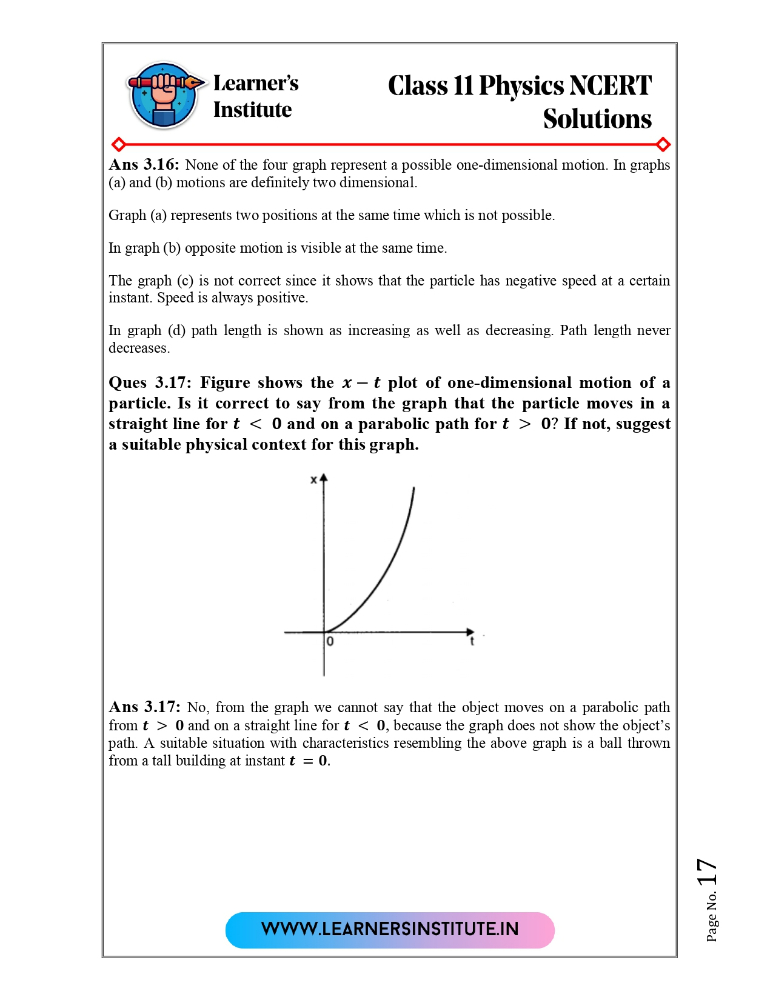 Learner's
Institute
Class 11 Physics NCERT
Solutions
Ans 3.16: None of the four graph represent a possible one-dimensional motion. In graphs
(a) and (b) motions are definitely two dimensional.
Graph (a) represents two positions at the same time which is not possible.
In graph (b) opposite motion is visible at the same time.
The graph (c) is not correct since it shows that the particle has negative speed at a certain
instant. Speed is always positive.
In graph (d) path length is shown as increasing as well as decreasing. Path length never
decreases.
Ques 3.17: Figure shows the x − t plot of one-dimensional motion of a
particle. Is it correct to say from the graph that the particle moves in a
straight line for t < 0 and on a parabolic path for t > 0? If not, suggest
a suitable physical context for this graph.
x
0
t
Ans 3.17: No, from the graph we cannot say that the object moves on a parabolic path
from t > 0 and on a straight line for t < 0, because the graph does not show the object's
path. A suitable situation with characteristics resembling the above graph is a ball thrown
from a tall building at instant t = 0.
Page No. 17
WWW.LEARNERSINSTITUTE.IN